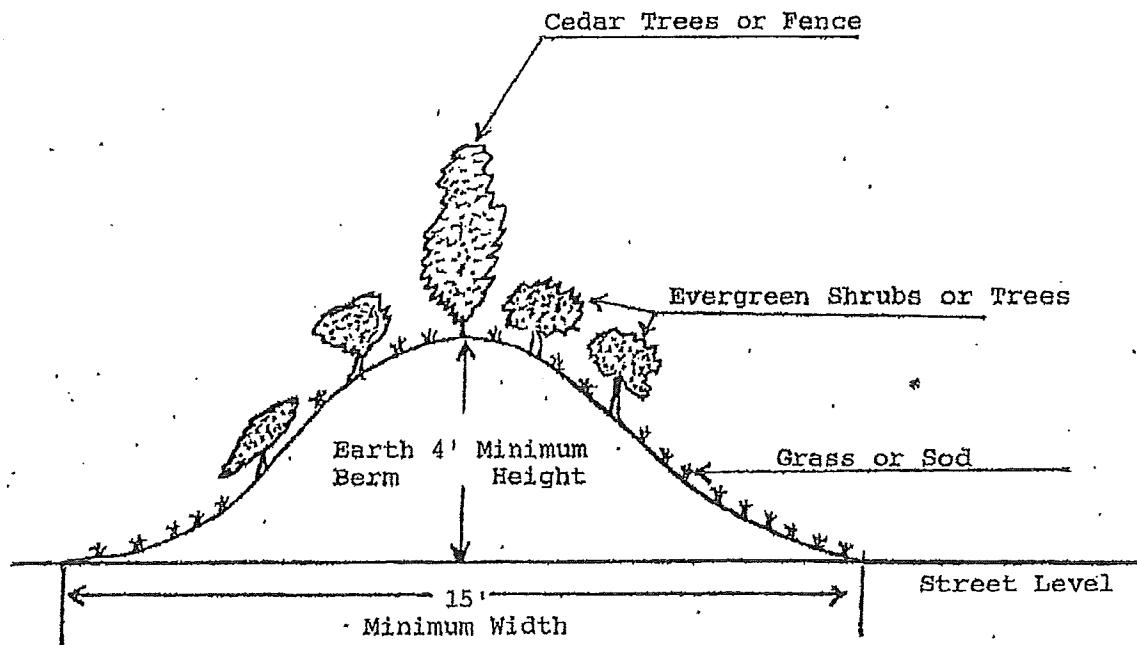 Cedar Trees or Fence
Evergreen Shrubs or Trees
Earth 4' Minimum
Berm Height
Grass or Sod
Street Level
15'
Minimum Width